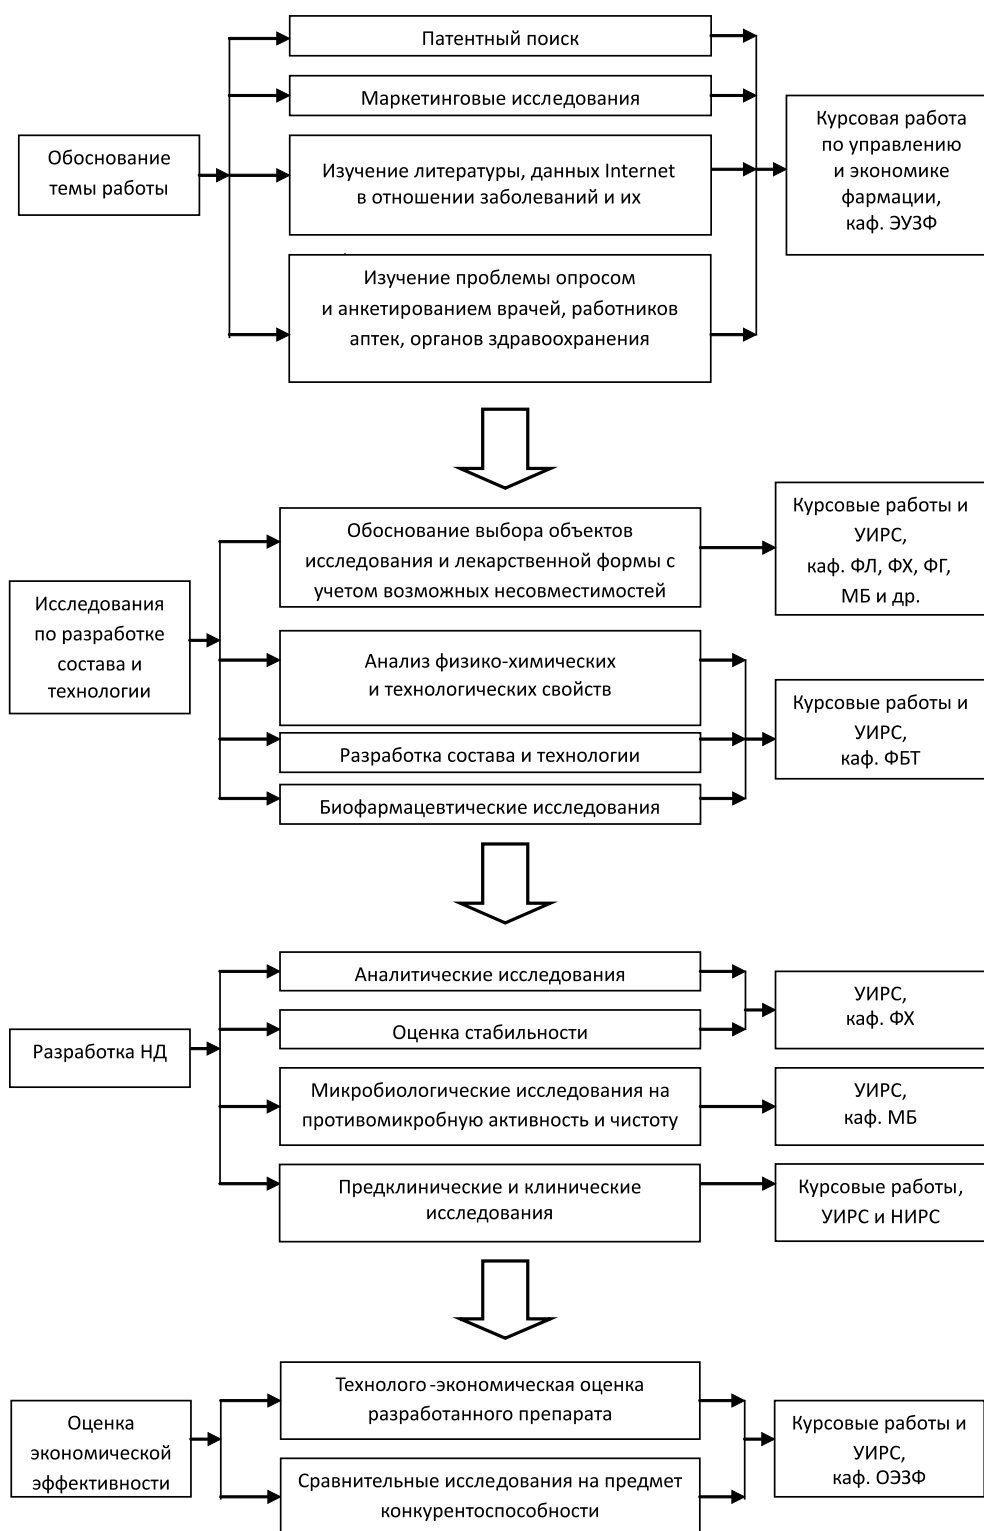 Обоснование
темы работы
Патентный поиск
Маркетинговые исследования
Изучение литературы, данных Internet
в отношении заболеваний и их
Изучение проблемы опросом
и анкетированием врачей, работников
аптек, органов здравоохранения
Курсовая работа
по управлению
и экономике
фармации,
каф. ЭУЗФ
Исследования
по разработке
состава и
технологии
Обоснование выбора объектов
исследования и лекарственной формы с
учетом возможных несовместимостей
Анализ физико-химических
и технологических свойств
Разработка состава и технологии
Биофармацевтические исследования
Курсовые работы и
УИРС,
каф. ФЛ, ФХ, ФГ,
МБ и др.
Курсовые работы и
УИРС,
каф. ФБТ
Разработка НД
Аналитические исследования
Оценка стабильности
Микробиологические исследования на
противомикробную активность и чистоту
Предклинические и клинические
исследования
УИРС,
каф. ФХ
УИРС,
каф. МБ
Курсовые работы,
УИРС и НИРС
Оценка
экономической
эффективности
Технолого-экономическая оценка
разработанного препарата
Сравнительные исследования на предмет
конкурентоспособности
Курсовые работы и
УИРС,
каф. ОЭЗФ